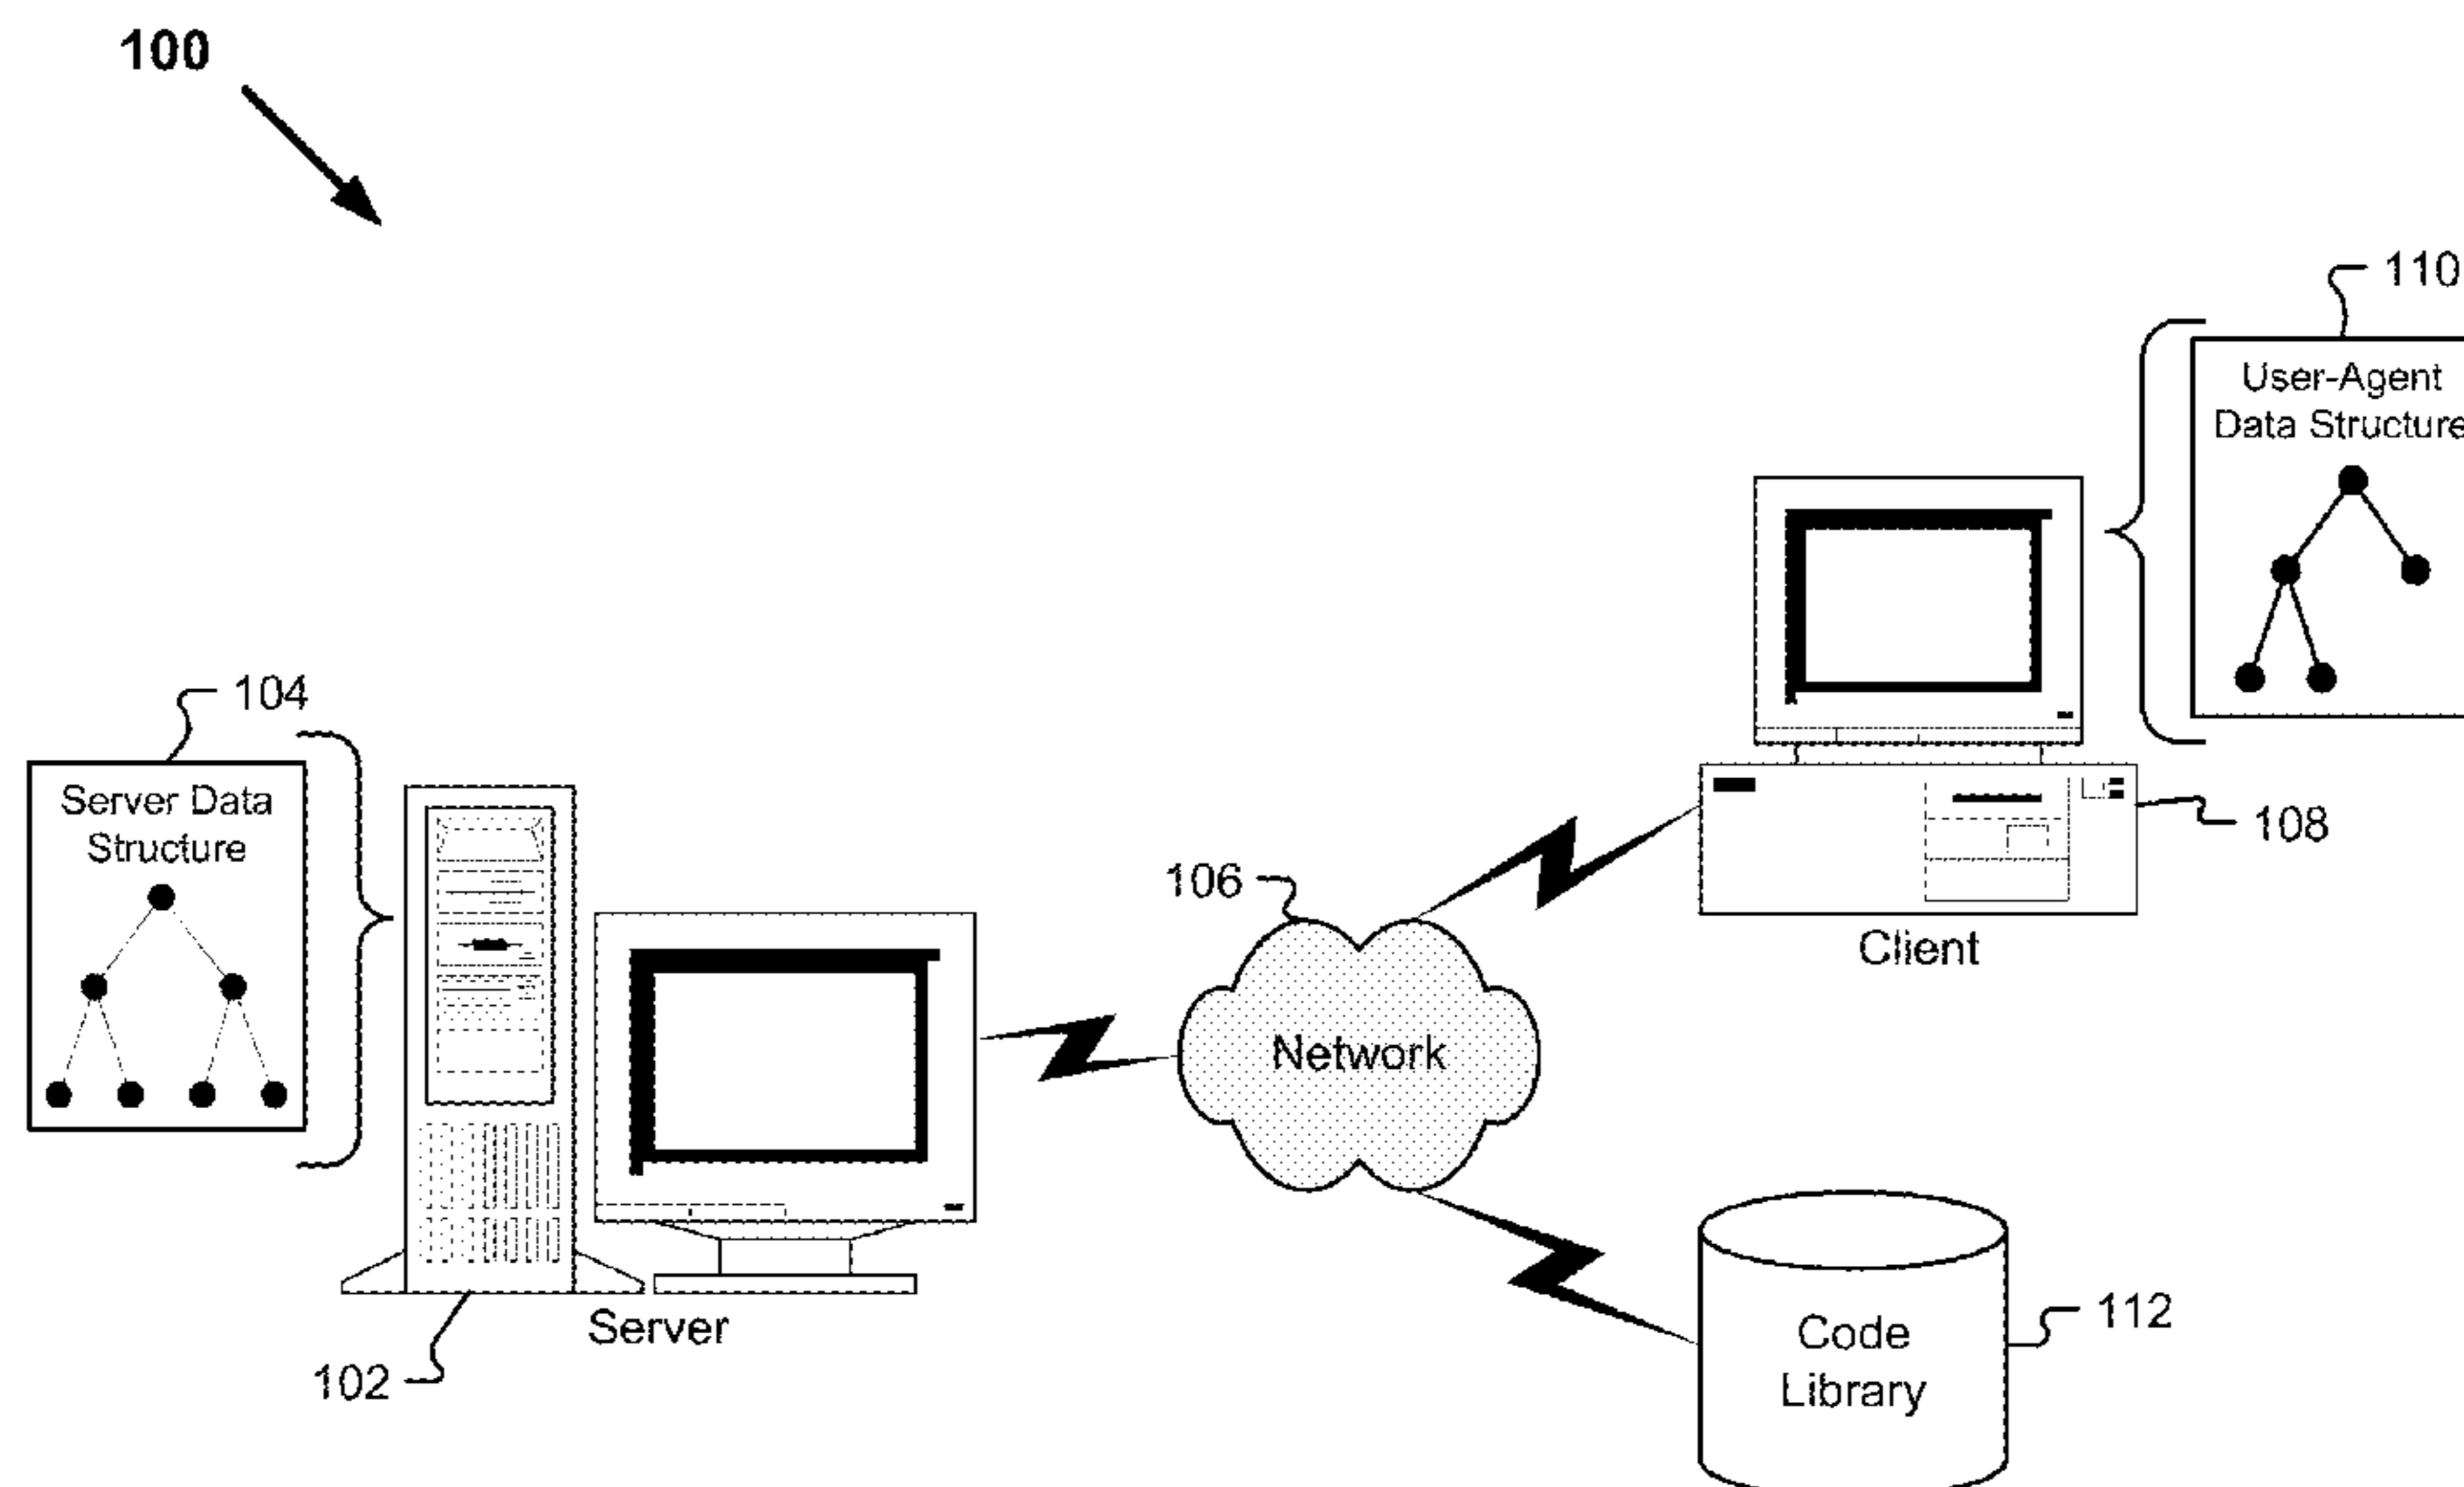 100
110
User-Agent
Data Structure
104
Server Data
Structure
108
106
Client
Network
Server
102
112
Code
Library